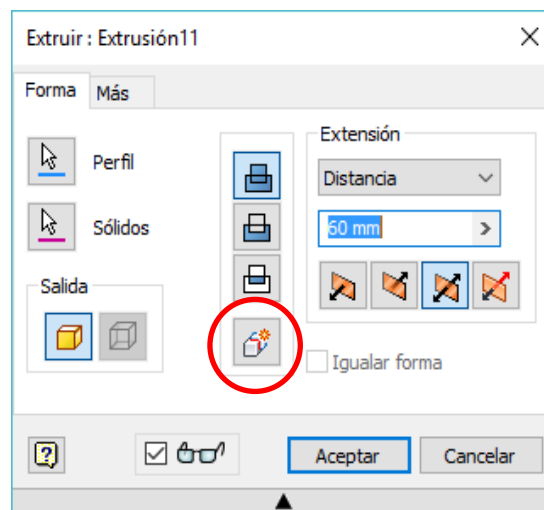 Extruir : Extrusión11
Forma
Más
Perfil
Sólidos
Salida
Extensión
Distancia
60 mm
Igualar forma
Aceptar
Cancelar